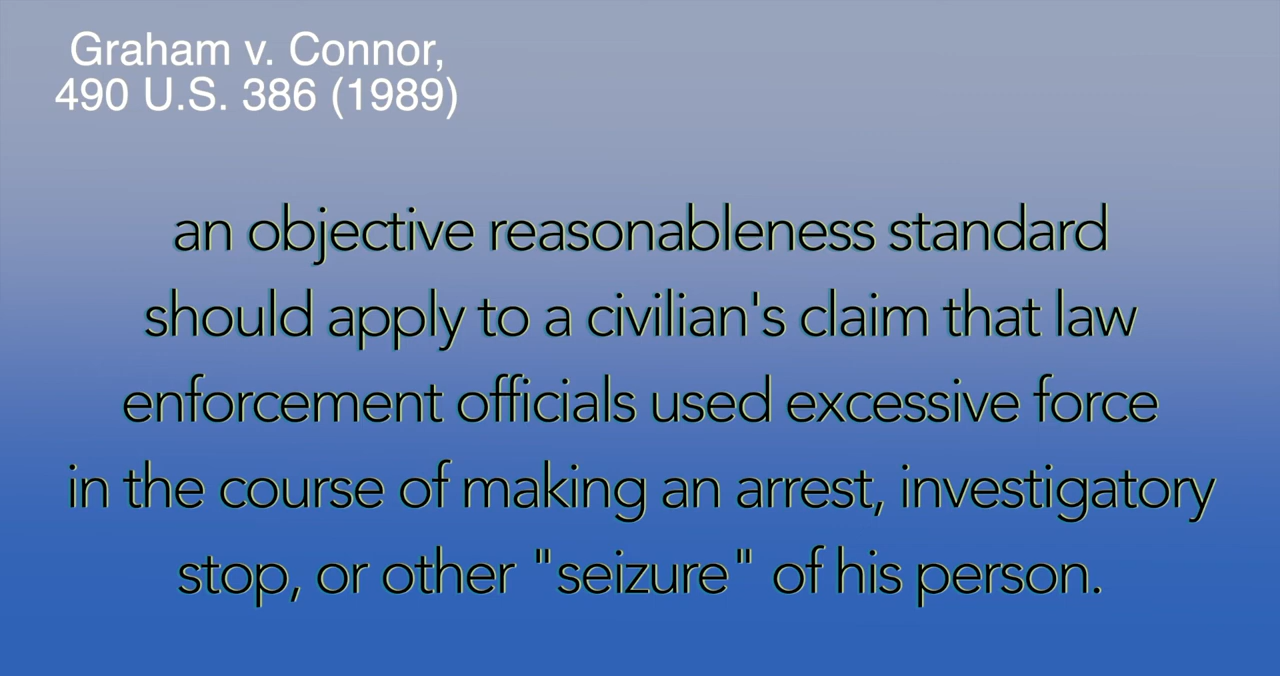 Graham v. Connor,
490 U.S. 386 (1989)
an objective reasonableness standard
should apply to a civilian's claim that law
enforcement officials used excessive force
in the course of making an arrest, investigatory
stop, or other "seizure" of his person.